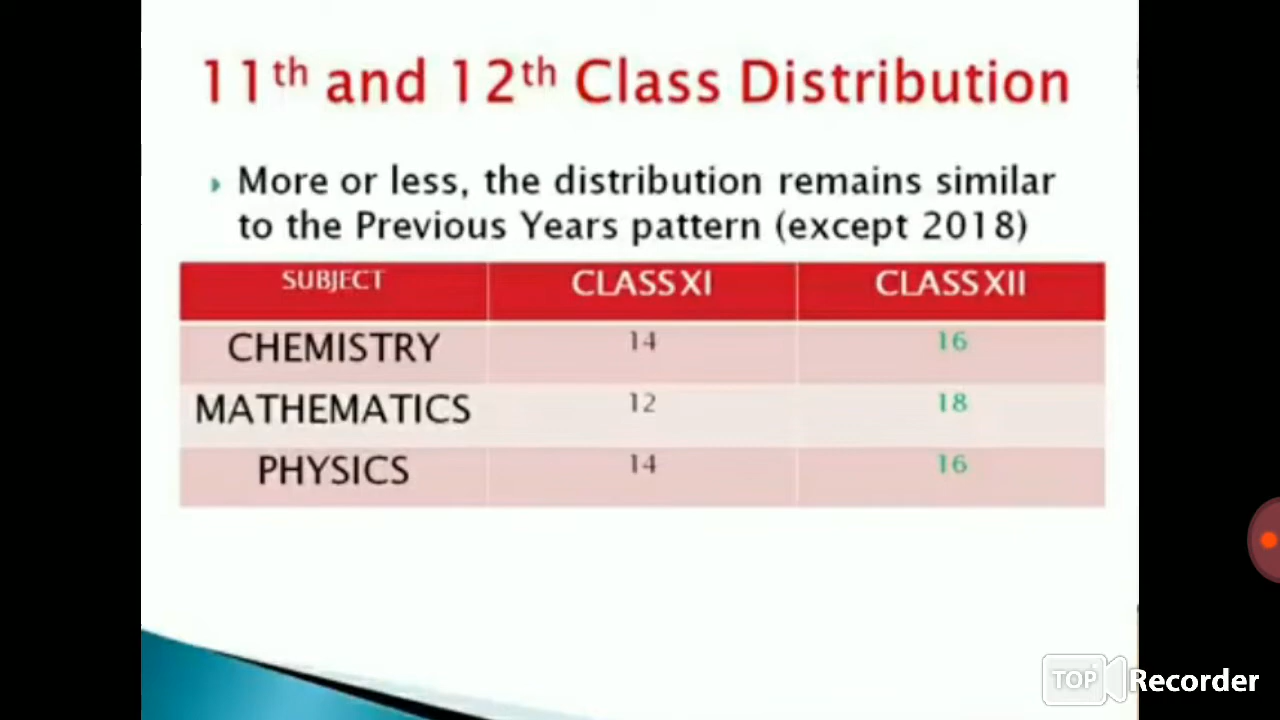 11th and 12th Class Distribution
More or less, the distribution remains similar
to the Previous Years pattern (except 2018)
SUBJECT CLASS XI CLASS XII
CHEMISTRY 14 16
MATHEMATICS 12 18
PHYSICS 14 16
TOP Recorder